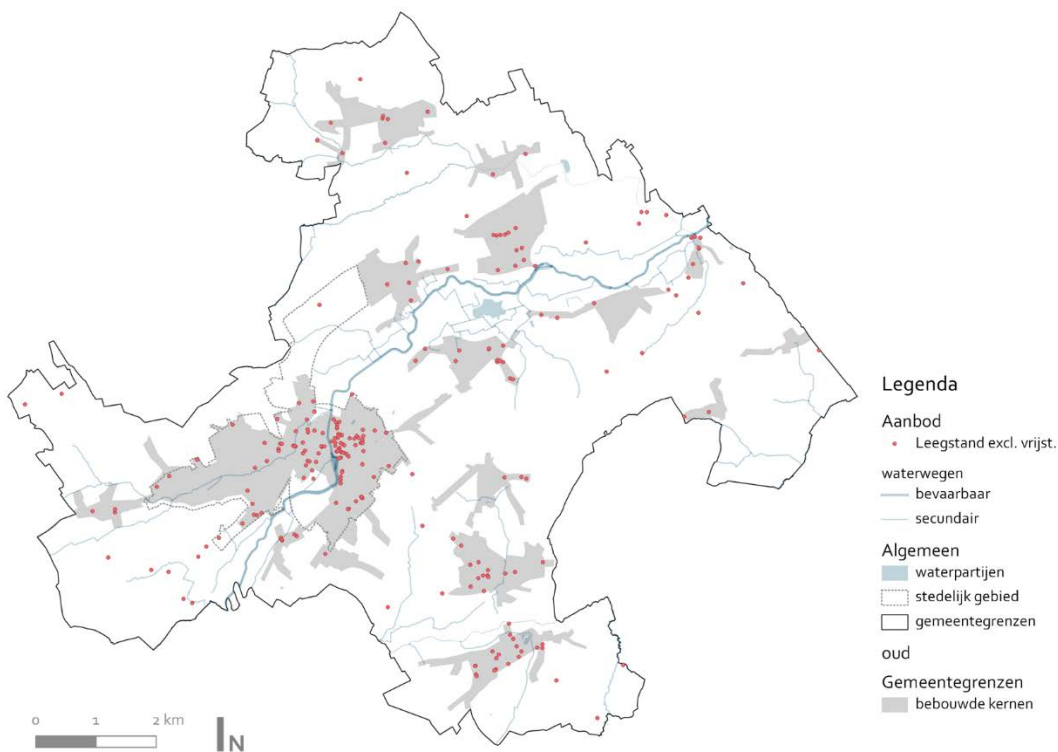 Legenda
Aanbod
Leegstand excl. vrijst.
waterwegen
bevaarbaar
secundair
Algemeen
waterpartijen
stedelijk gebied
gemeentegrenzen
oud
Gemeentegrenzen
bebouwde kernen
0 1 2 km
N